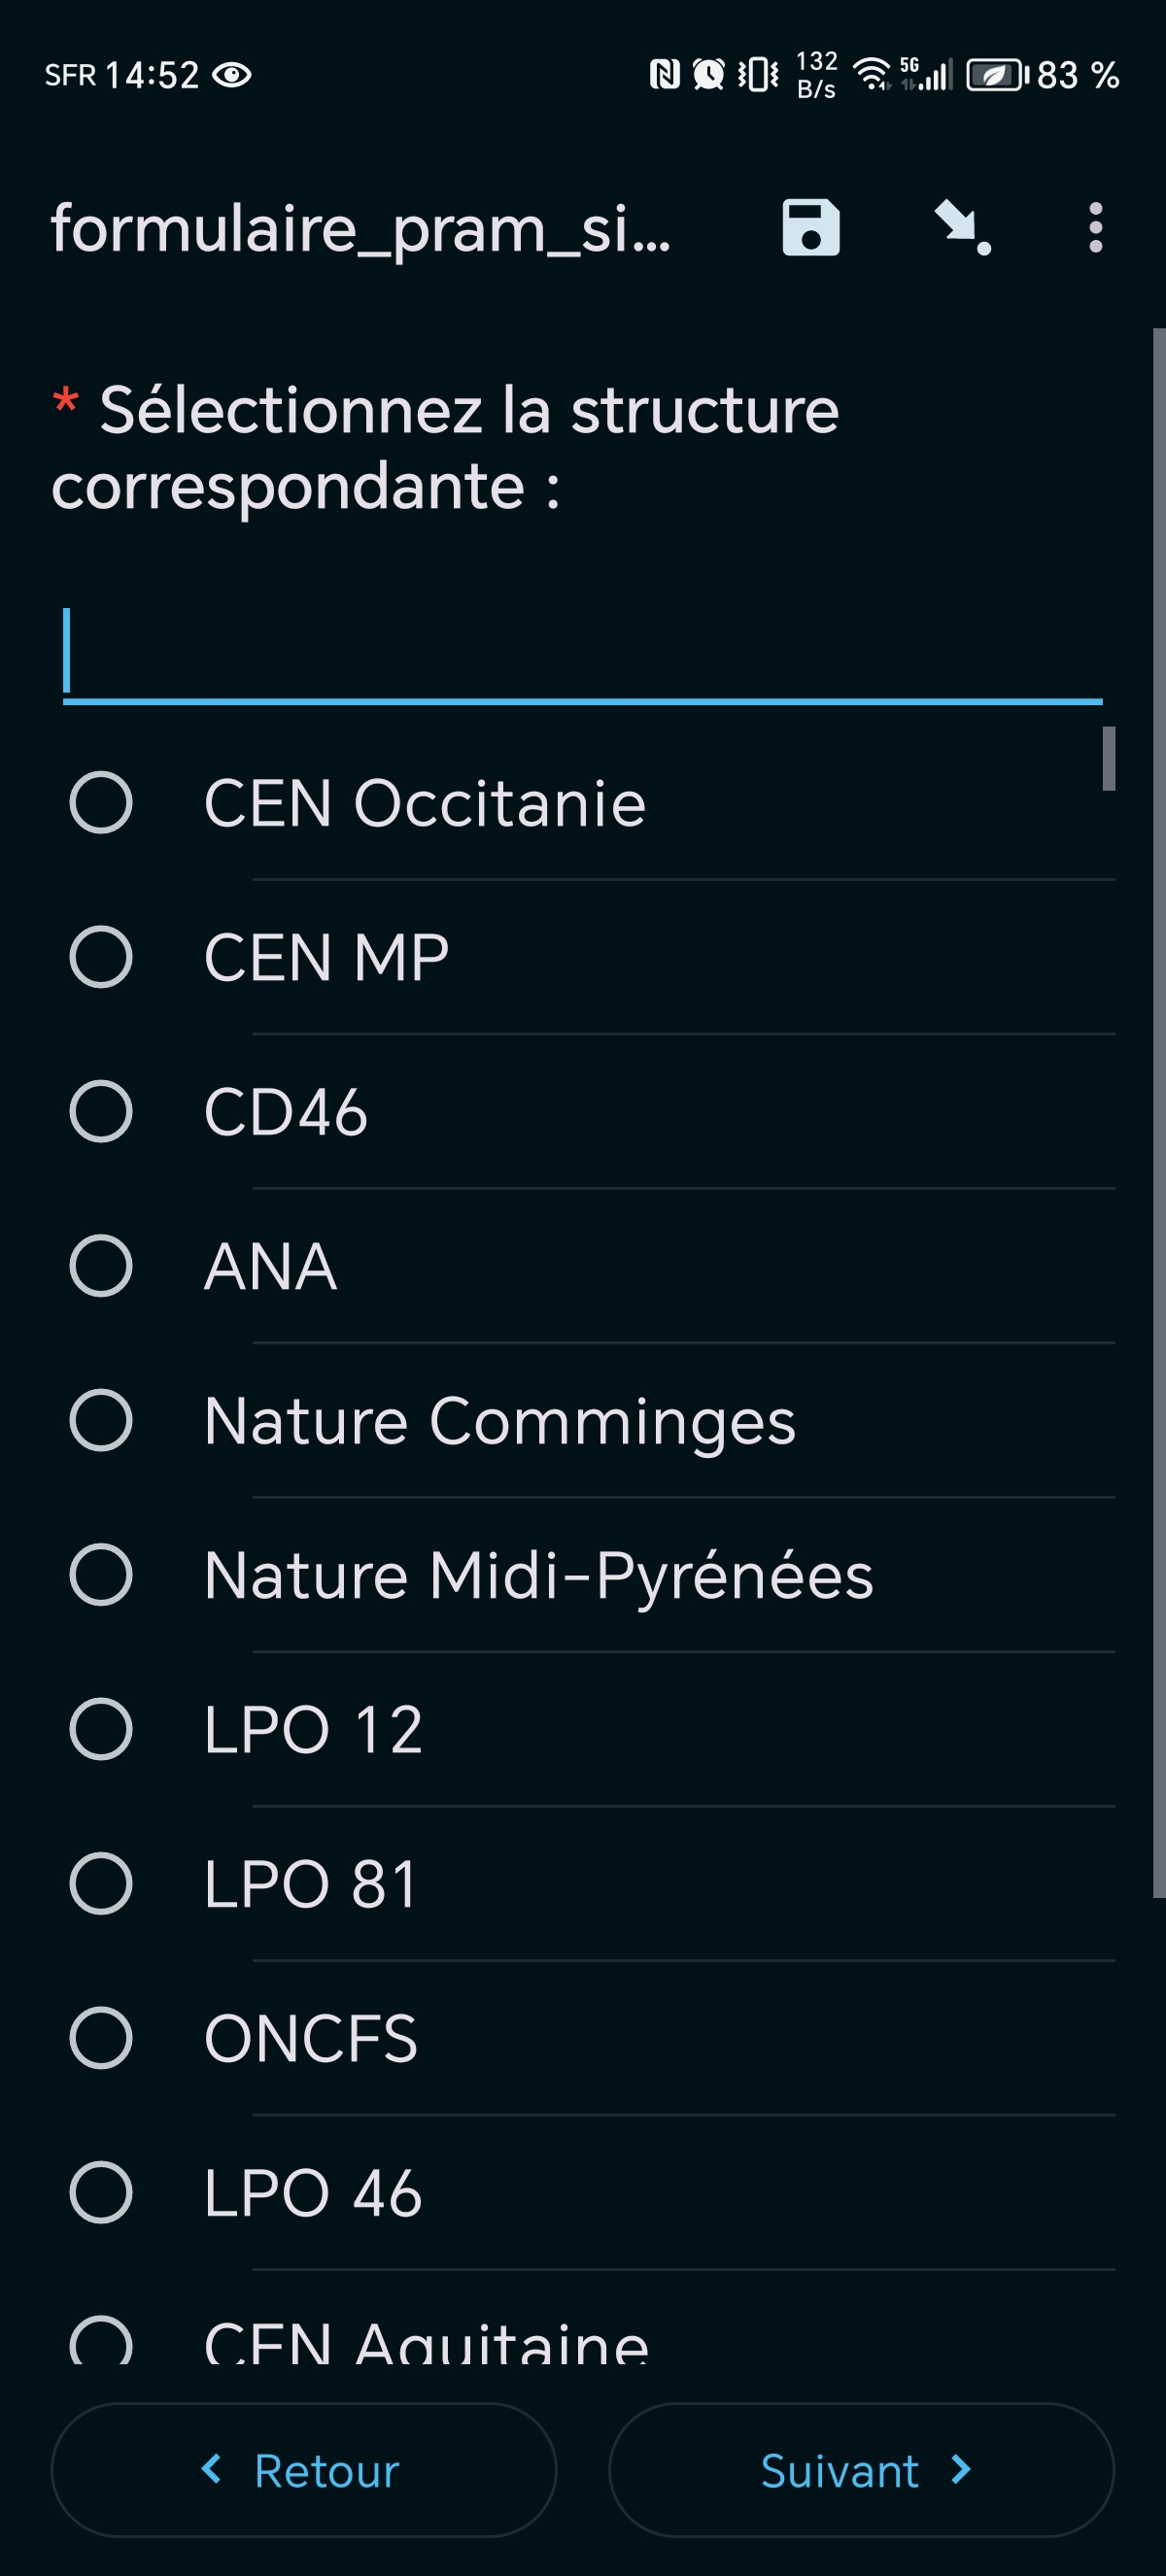 SFR 14:52 132 B/s 5G 83 %
formulaire_pram_si...
* Sélectionnez la structure
correspondante :
CEN Occitanie
CEN MP
CD46
ANA
Nature Comminges
Nature Midi-Pyrénées
LPO 12
LPO 81
ONCFS
LPO 46
CEN Aquitaine
Retour
Suivant